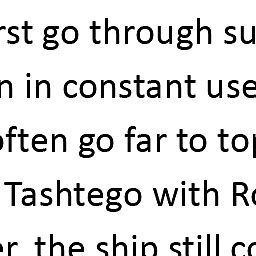 rst go through su
n in constant use
often go far to top
Tashtego with Ro
er, the ship still co